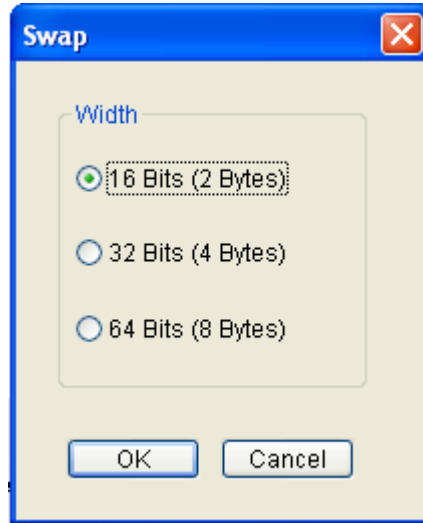 Swap
Width
16 Bits (2 Bytes)
32 Bits (4 Bytes)
64 Bits (8 Bytes)
OK Cancel